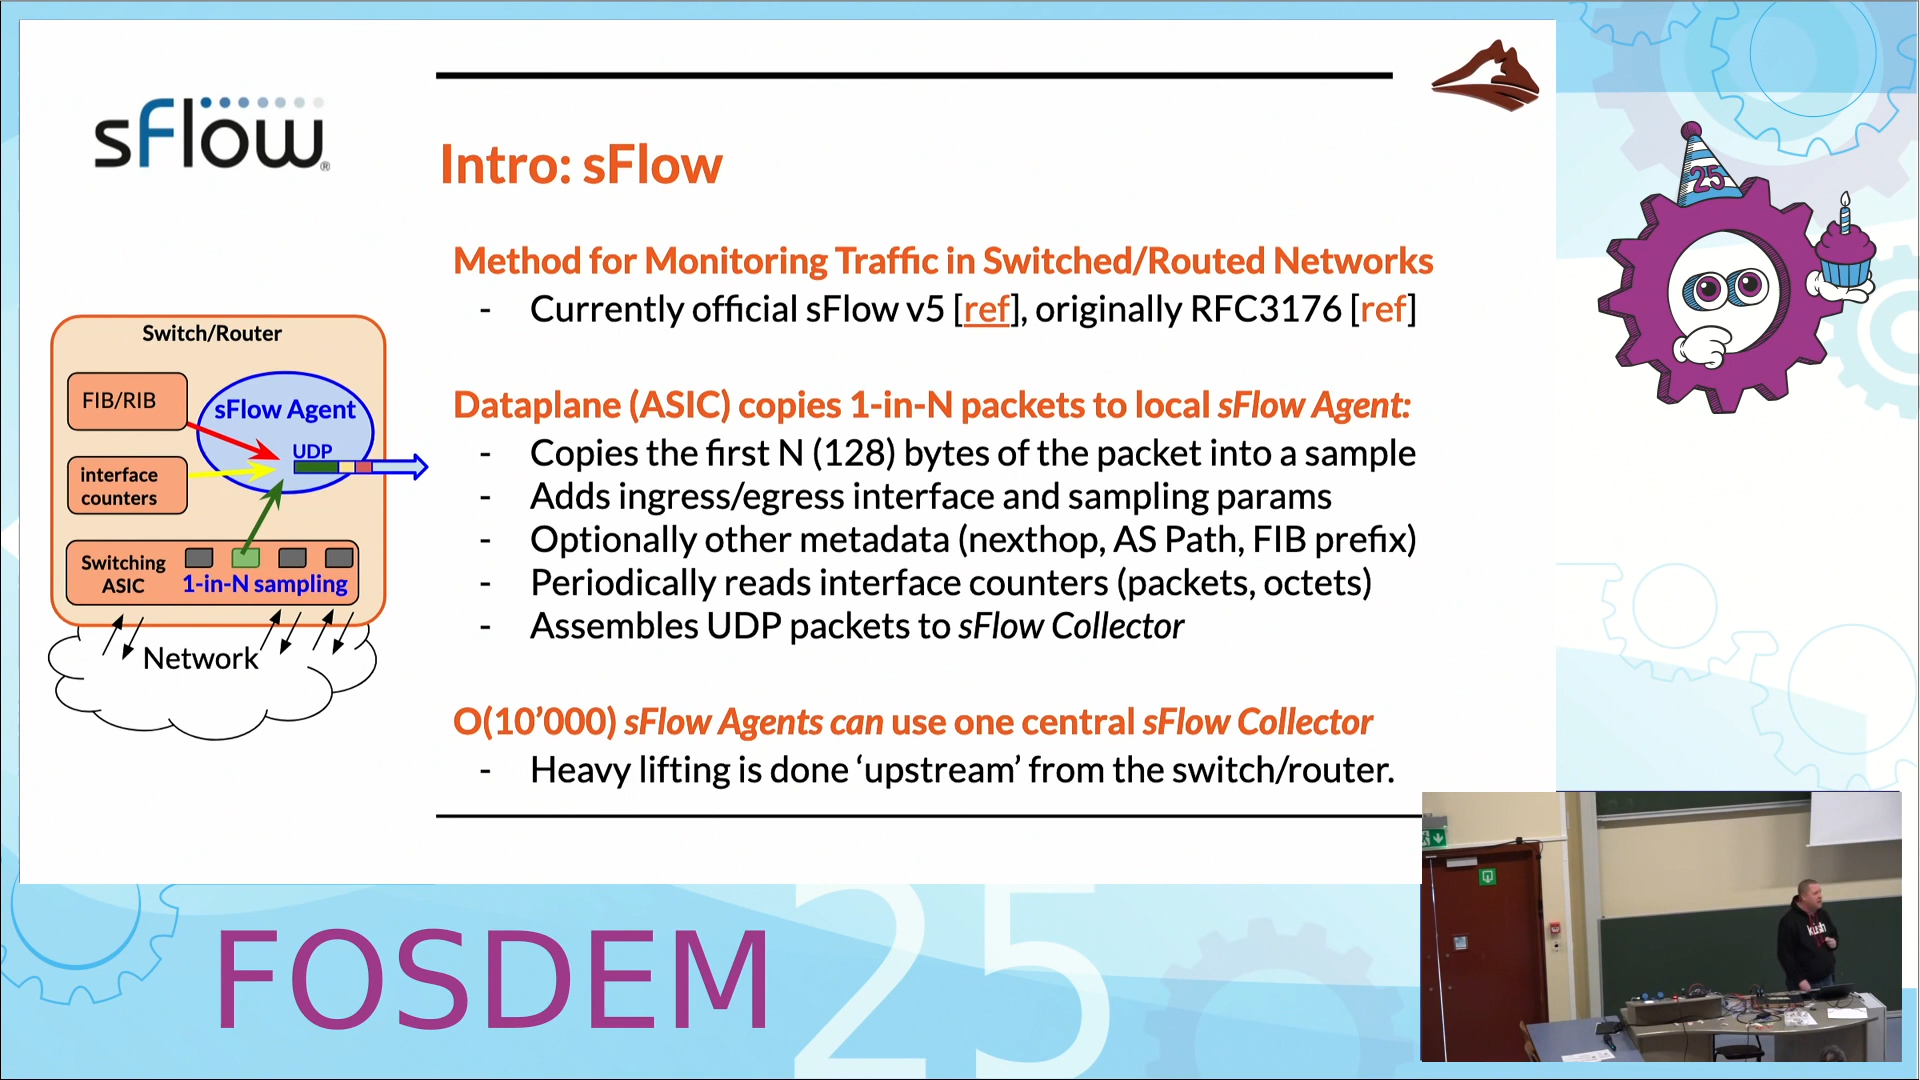 sFlow®
Intro: sFlow
Method for Monitoring Traffic in Switched/Routed Networks
- Currently official sFlow v5 [ref], originally RFC3176 [ref]
Dataplane (ASIC) copies 1-in-N packets to local sFlow Agent:
- Copies the first N (128) bytes of the packet into a sample
- Adds ingress/egress interface and sampling params
- Optionally other metadata (nexthop, AS Path, FIB prefix)
- Periodically reads interface counters (packets, octets)
- Assembles UDP packets to sFlow Collector
O(10’000) sFlow Agents can use one central sFlow Collector
- Heavy lifting is done ‘upstream’ from the switch/router.
Switch/Router
FIB/RIB
sFlow Agent
UDP
interface
counters
Switching
ASIC
1-in-N sampling
Network
25
FOSDEM
25